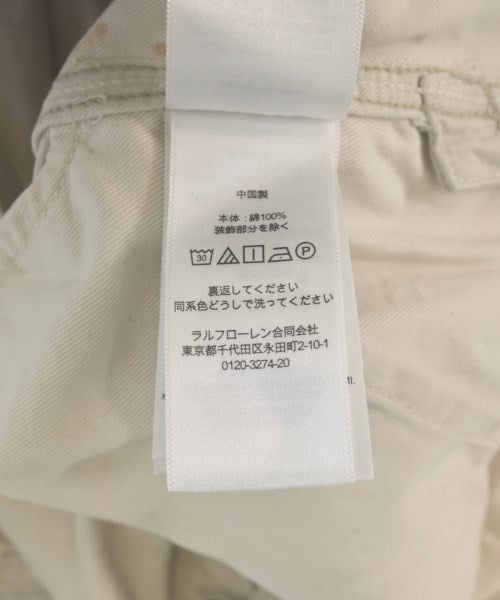 中国製
本体：綿100%
装飾部分を除く
30 P
裏返してください
同系色どうしで洗ってください
ラルフローレン合同会社
東京都千代田区永田町2-10-1
0120-3274-20